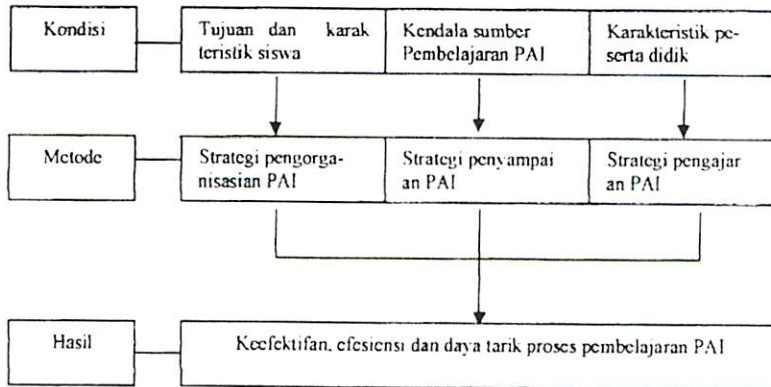 Kondisi
Tujuan dan karak
teristik siswa
Kendala sumber
Pembelajaran PAI
Karakteristik pe-
serta didik
Metode
Strategi pengorga-
nisasian PAI
Strategi penyampai
an PAI
Strategi pengajar
an PAI
Hasil
Keefektifan, efesiensi dan daya tarik proses pembelajaran PAI